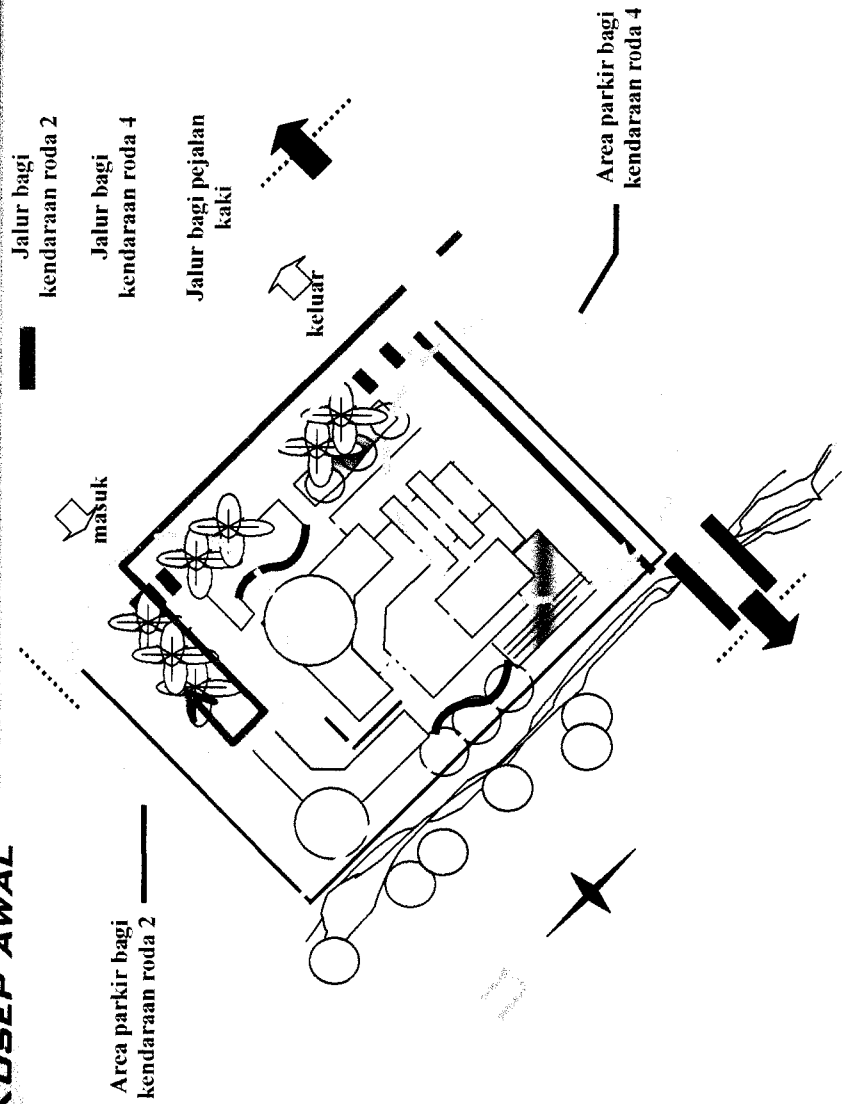 KOSEP AWAL
Jalur bagi
kendaraan roda 2
Jalur bagi
kendaraan roda 4
Jalur bagi pejalan
kaki
masuk
keluar
Area parkir bagi
kendaraan roda 2
Area parkir bagi
kendaraan roda 4